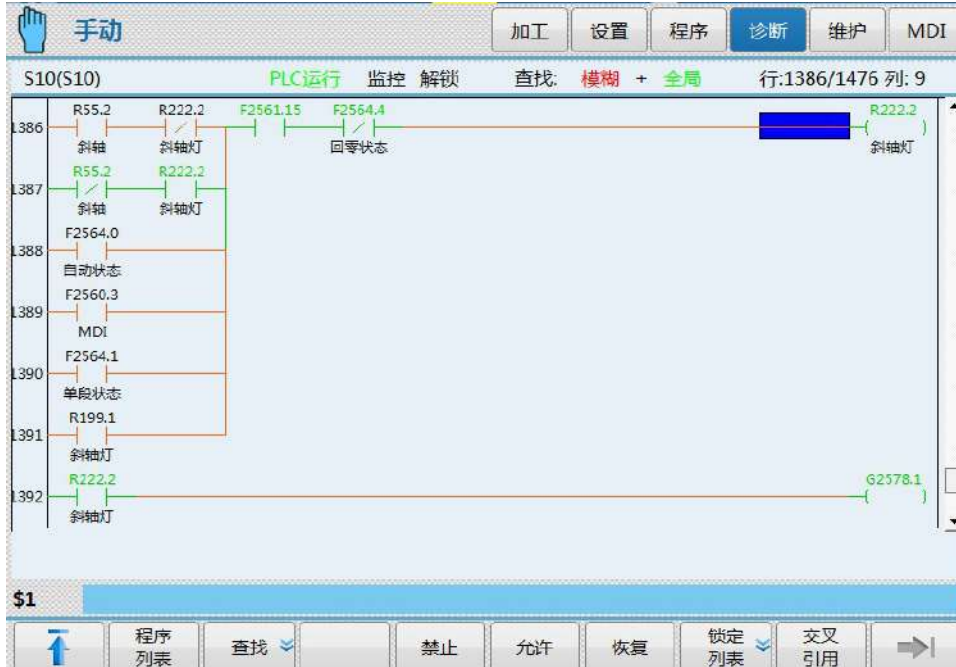 手动 加工 设置 程序 诊断 维护 MDI
S10(S10) PLC运行 监控 解锁 查找: 模糊 + 全局 行:1386/1476 列: 9
R55.2 R222.2 F2561.15 F2564.4 R222.2
1386
斜轴 斜轴灯 回零状态 斜轴灯
R55.2 R222.2
1387
斜轴 斜轴灯
F2564.0
1388
自动状态
F2560.3
1389
MDI
F2564.1
1390
单段状态
R199.1
1391
斜轴灯
R222.2 G2578.1
1392
斜轴灯
$1
程序列表 查找 禁止 允许 恢复 锁定列表 交叉引用